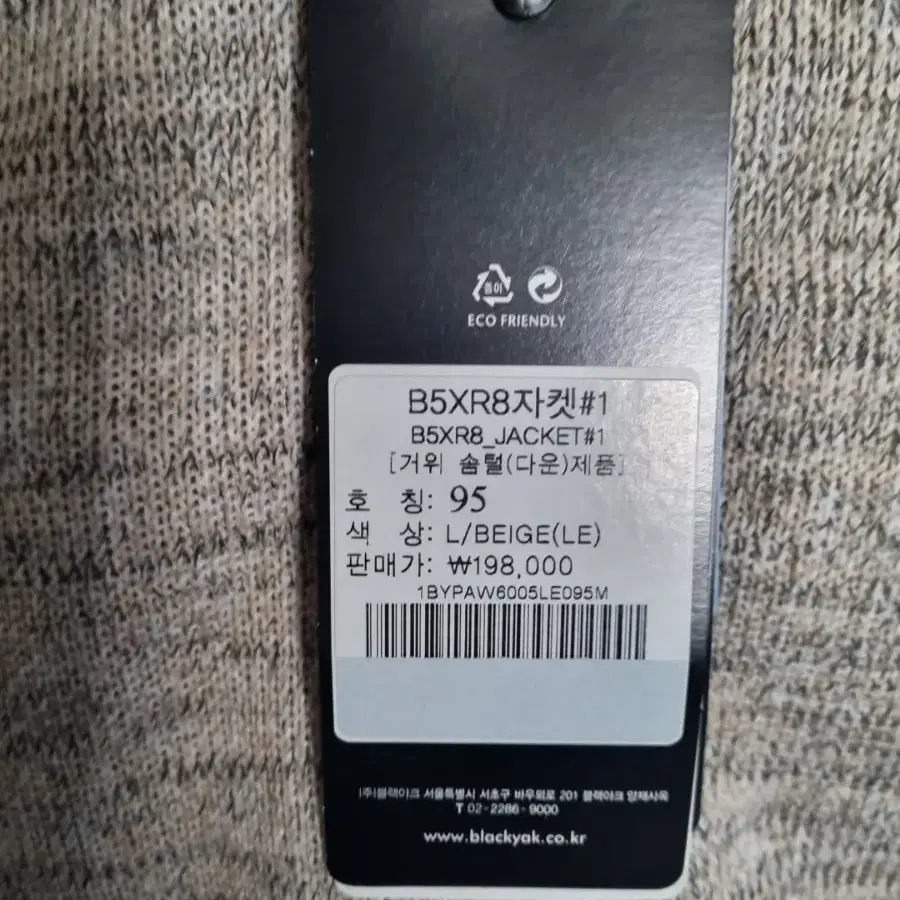 종이
ECO FRIENDLY
B5XR8자켓#1
B5XR8_JACKET#1
[거위 솜털(다운)제품]
호 칭: 95
색 상: L/BEIGE(LE)
판매가: ₩198,000
1BYPAW6005LE095M
(주)블랙야크 서울특별시 서초구 바우뫼로 201 블랙야크 양재사옥
T 02-2286-9000
www.blackyak.co.kr